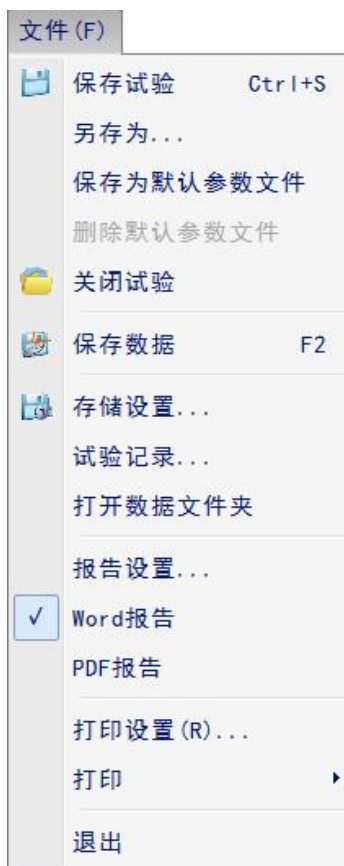 文件(F)
保存试验 Ctrl+S
另存为...
保存为默认参数文件
删除默认参数文件
关闭试验
保存数据 F2
存储设置...
试验记录...
打开数据文件夹
报告设置...
Word报告
PDF报告
打印设置(R)...
打印
退出